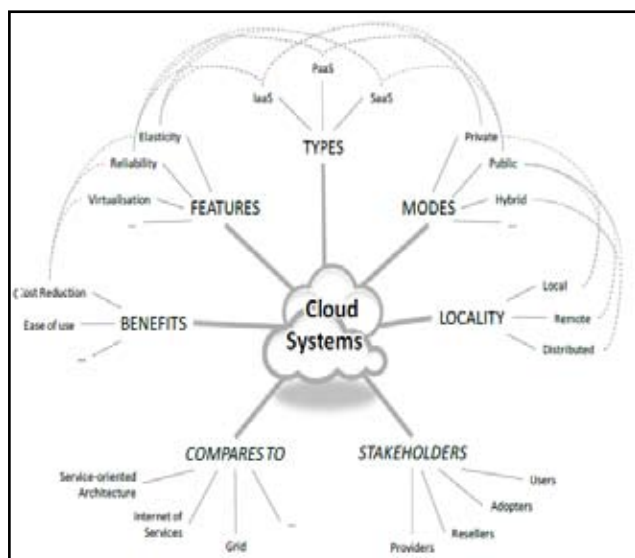 PaaS
IaaS
SaaS
TYPES
Elasticity
Reliability
Virtualisation
...
FEATURES
Private
Public
Hybrid
...
MODES
Cost Reduction
Ease of use
...
BENEFITS
Cloud
Systems
LOCALITY
Local
Remote
Distributed
COMPARES TO
Service-oriented
Architecture
Internet of
Services
Grid
...
STAKEHOLDERS
Users
Adopters
Resellers
Providers